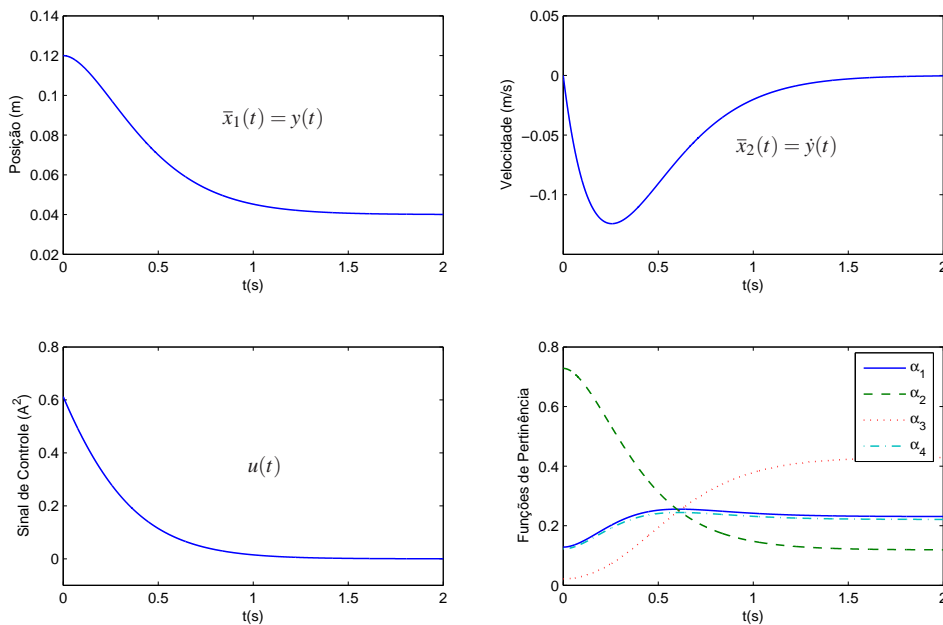 0.14
0.12
0.1
0.08
0.06
0.04
0.02
Posição (m)
x̅₁(t) = y(t)
0 0.5 1 1.5 2
t(s)
0.05
0
−0.05
−0.1
Velocidade (m/s)
x̅₂(t) = ẏ(t)
0 0.5 1 1.5 2
t(s)
0.8
0.6
0.4
0.2
0
Sinal de Controle (A²)
u(t)
0 0.5 1 1.5 2
t(s)
0.8
0.6
0.4
0.2
0
Funções de Pertinência
α₁
α₂
α₃
α₄
0 0.5 1 1.5 2
t(s)